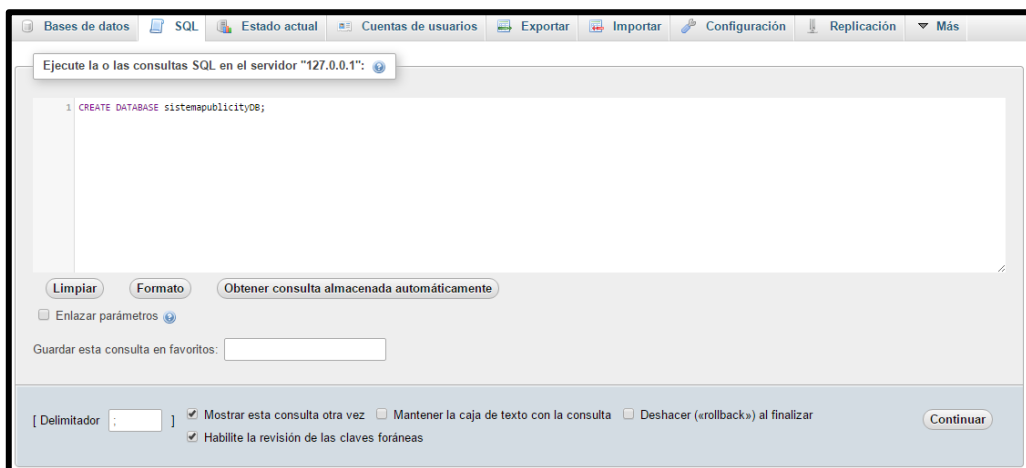 Bases de datos SQL Estado actual Cuentas de usuarios Exportar Importar Configuración Replicación Más
Ejecute la o las consultas SQL en el servidor "127.0.0.1":
1 CREATE DATABASE sistemapublicityDB;
Limpiar Formato Obtener consulta almacenada automáticamente
Enlazar parámetros
Guardar esta consulta en favoritos:
[ Delimitador ; ] Mostrar esta consulta otra vez Mantener la caja de texto con la consulta Deshacer («rollback») al finalizar Continuar
Habilite la revisión de las claves foráneas